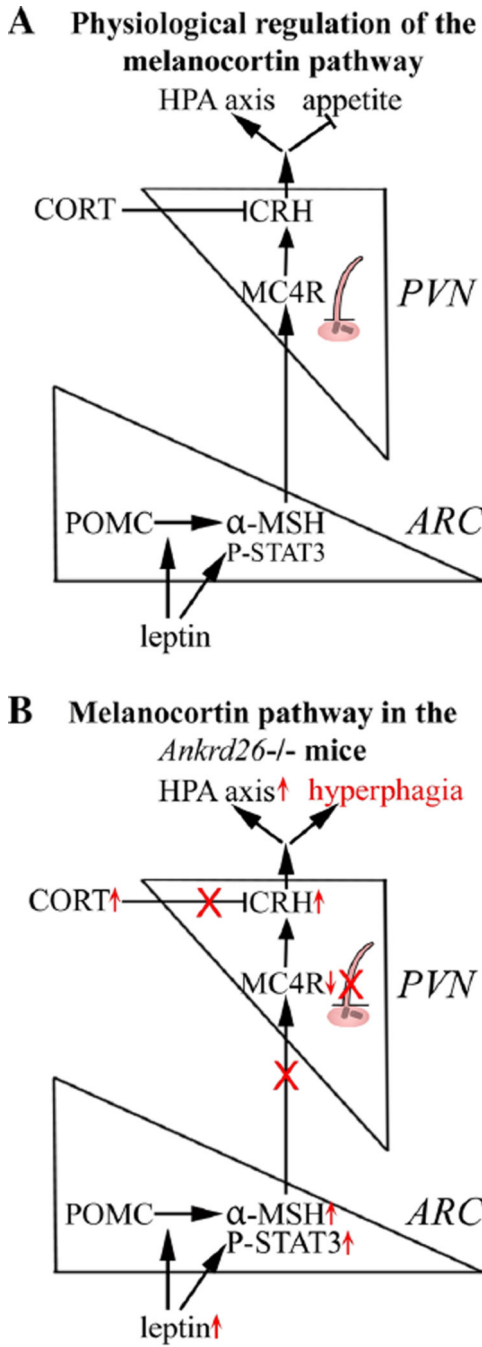 A Physiological regulation of the
melanocortin pathway
HPA axis appetite
CORT CRH
MC4R PVN
POMC α-MSH ARC
P-STAT3
leptin
B Melanocortin pathway in the
Ankrd26-/- mice
HPA axis↑ hyperphagia
CORT↑ X CRH↑
MC4R↓ X PVN
X
POMC α-MSH↑ ARC
P-STAT3↑
leptin↑